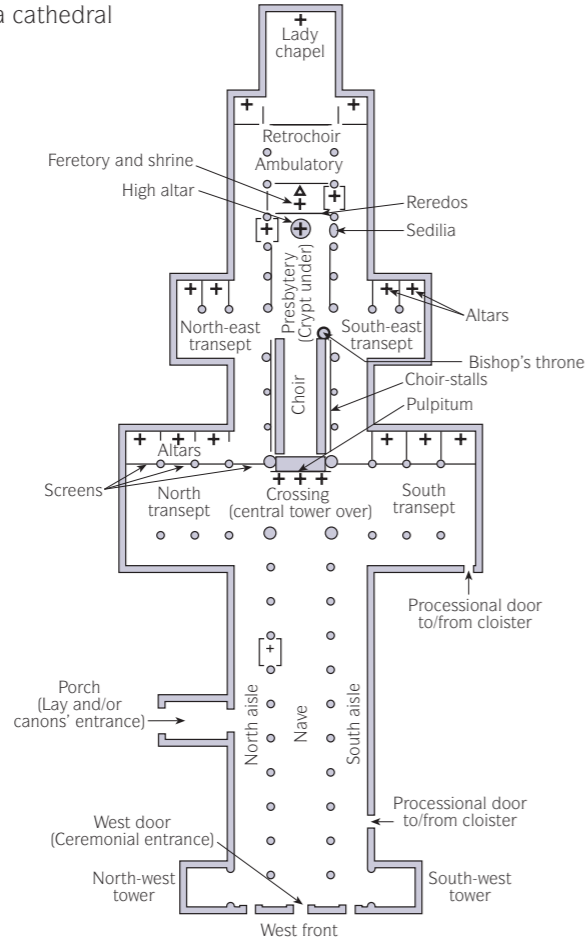 a cathedral
Lady
chapel
Retrochoir
Ambulatory
Feretory and shrine
High altar
Reredos
Sedilia
Presbytery
(Crypt under)
Altars
North-east
transept
South-east
transept
Bishop's throne
Choir-stalls
Choir
Pulpitum
Altars
Screens
North
transept
Crossing
(central tower over)
South
transept
Processional door
to/from cloister
Porch
(Lay and/or
canons' entrance)
North aisle
Nave
South aisle
West door
(Ceremonial entrance)
Processional door
to/from cloister
North-west
tower
South-west
tower
West front